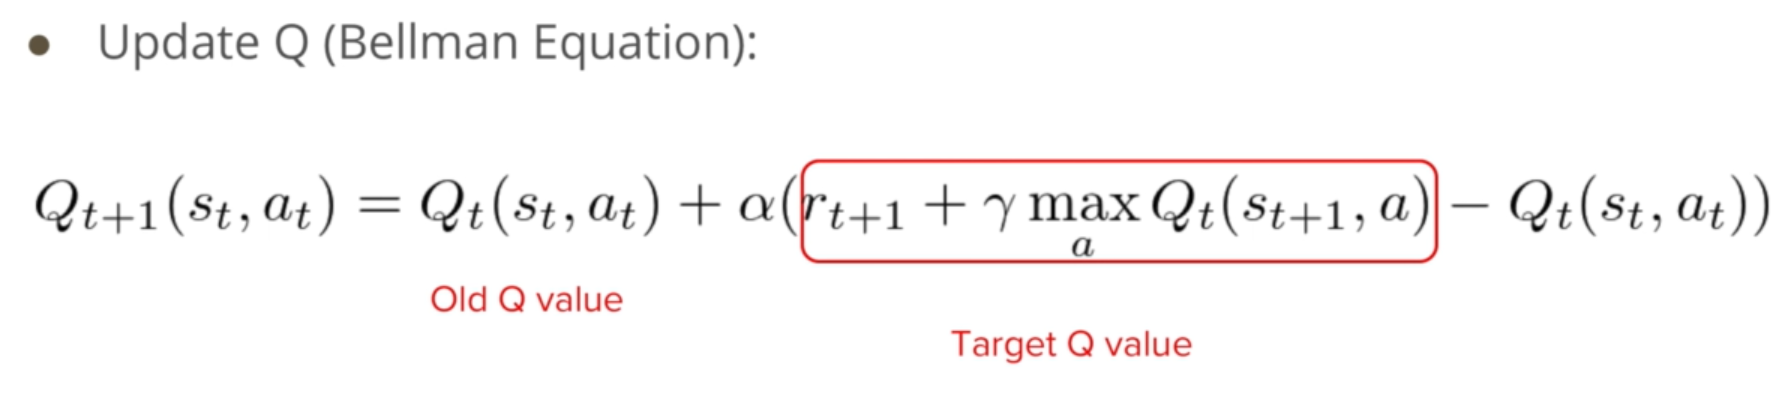 • Update Q (Bellman Equation):
Q_{t+1}(s_t, a_t) = Q_t(s_t, a_t) + α(r_{t+1} + γ max_a Q_t(s_{t+1}, a) − Q_t(s_t, a_t))
Old Q value
Target Q value